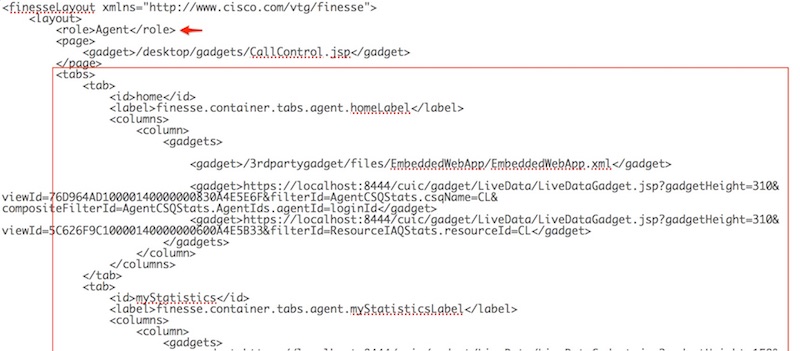 <finesseLayout xmlns="http://www.cisco.com/vtg/finesse">
<layout>
<role>Agent</role>
<page>
<gadget>/desktop/gadgets/CallControl.jsp</gadget>
</page>
<tabs>
<tab>
<id>home</id>
<label>finesse.container.tabs.agent.homeLabel</label>
<columns>
<column>
<gadgets>
<gadget>/3rdpartygadget/files/EmbeddedWebApp/EmbeddedWebApp.xml</gadget>
<gadget>https://localhost:8444/cuic/gadget/LiveData/LiveDataGadget.jsp?gadgetHeight=310&
viewId=76D964AD10000140000000830A4E5E6F&filterId=AgentCSQStats.csqName=CL&
compositeFilterId=AgentCSQStats.AgentIds.agentId=loginId</gadget>
<gadget>https://localhost:8444/cuic/gadget/LiveData/LiveDataGadget.jsp?gadgetHeight=310&
viewId=5C626F9C10000140000000600A4E5B33&filterId=ResourceIAQStats.resourceId=CL</gadget>
</gadgets>
</column>
</columns>
</tab>
<tab>
<id>myStatistics</id>
<label>finesse.container.tabs.agent.myStatisticsLabel</label>
<columns>
<column>
<gadgets>